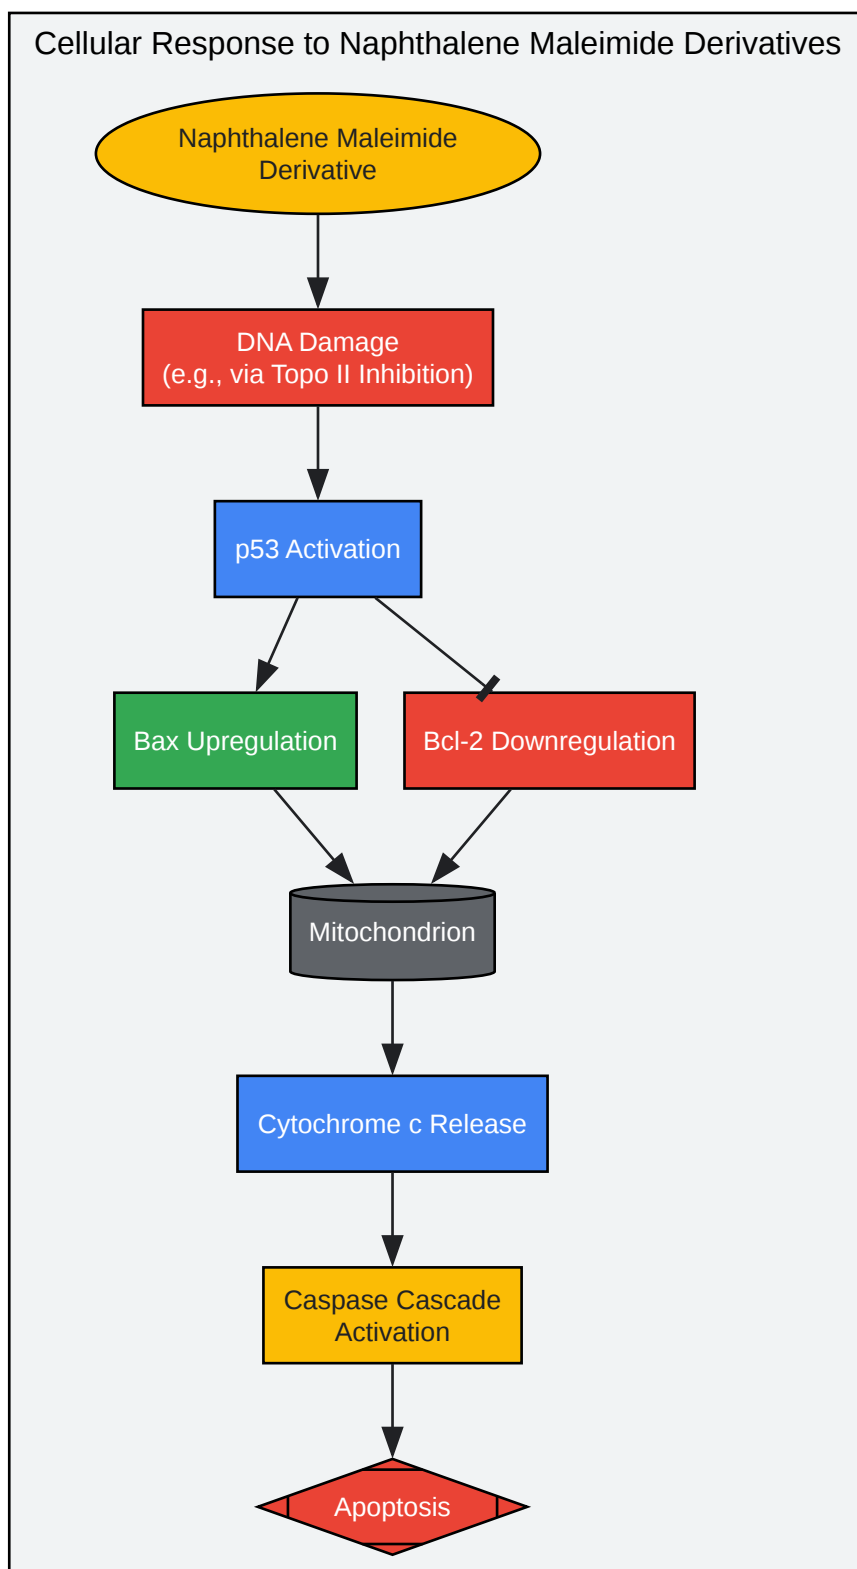 Cellular Response to Naphthalene Maleimide Derivatives
Naphthalene Maleimide
Derivative
DNA Damage
(e.g., via Topo II Inhibition)
p53 Activation
Bax Upregulation
Bcl-2 Downregulation
Mitochondrion
Cytochrome c Release
Caspase Cascade
Activation
Apoptosis